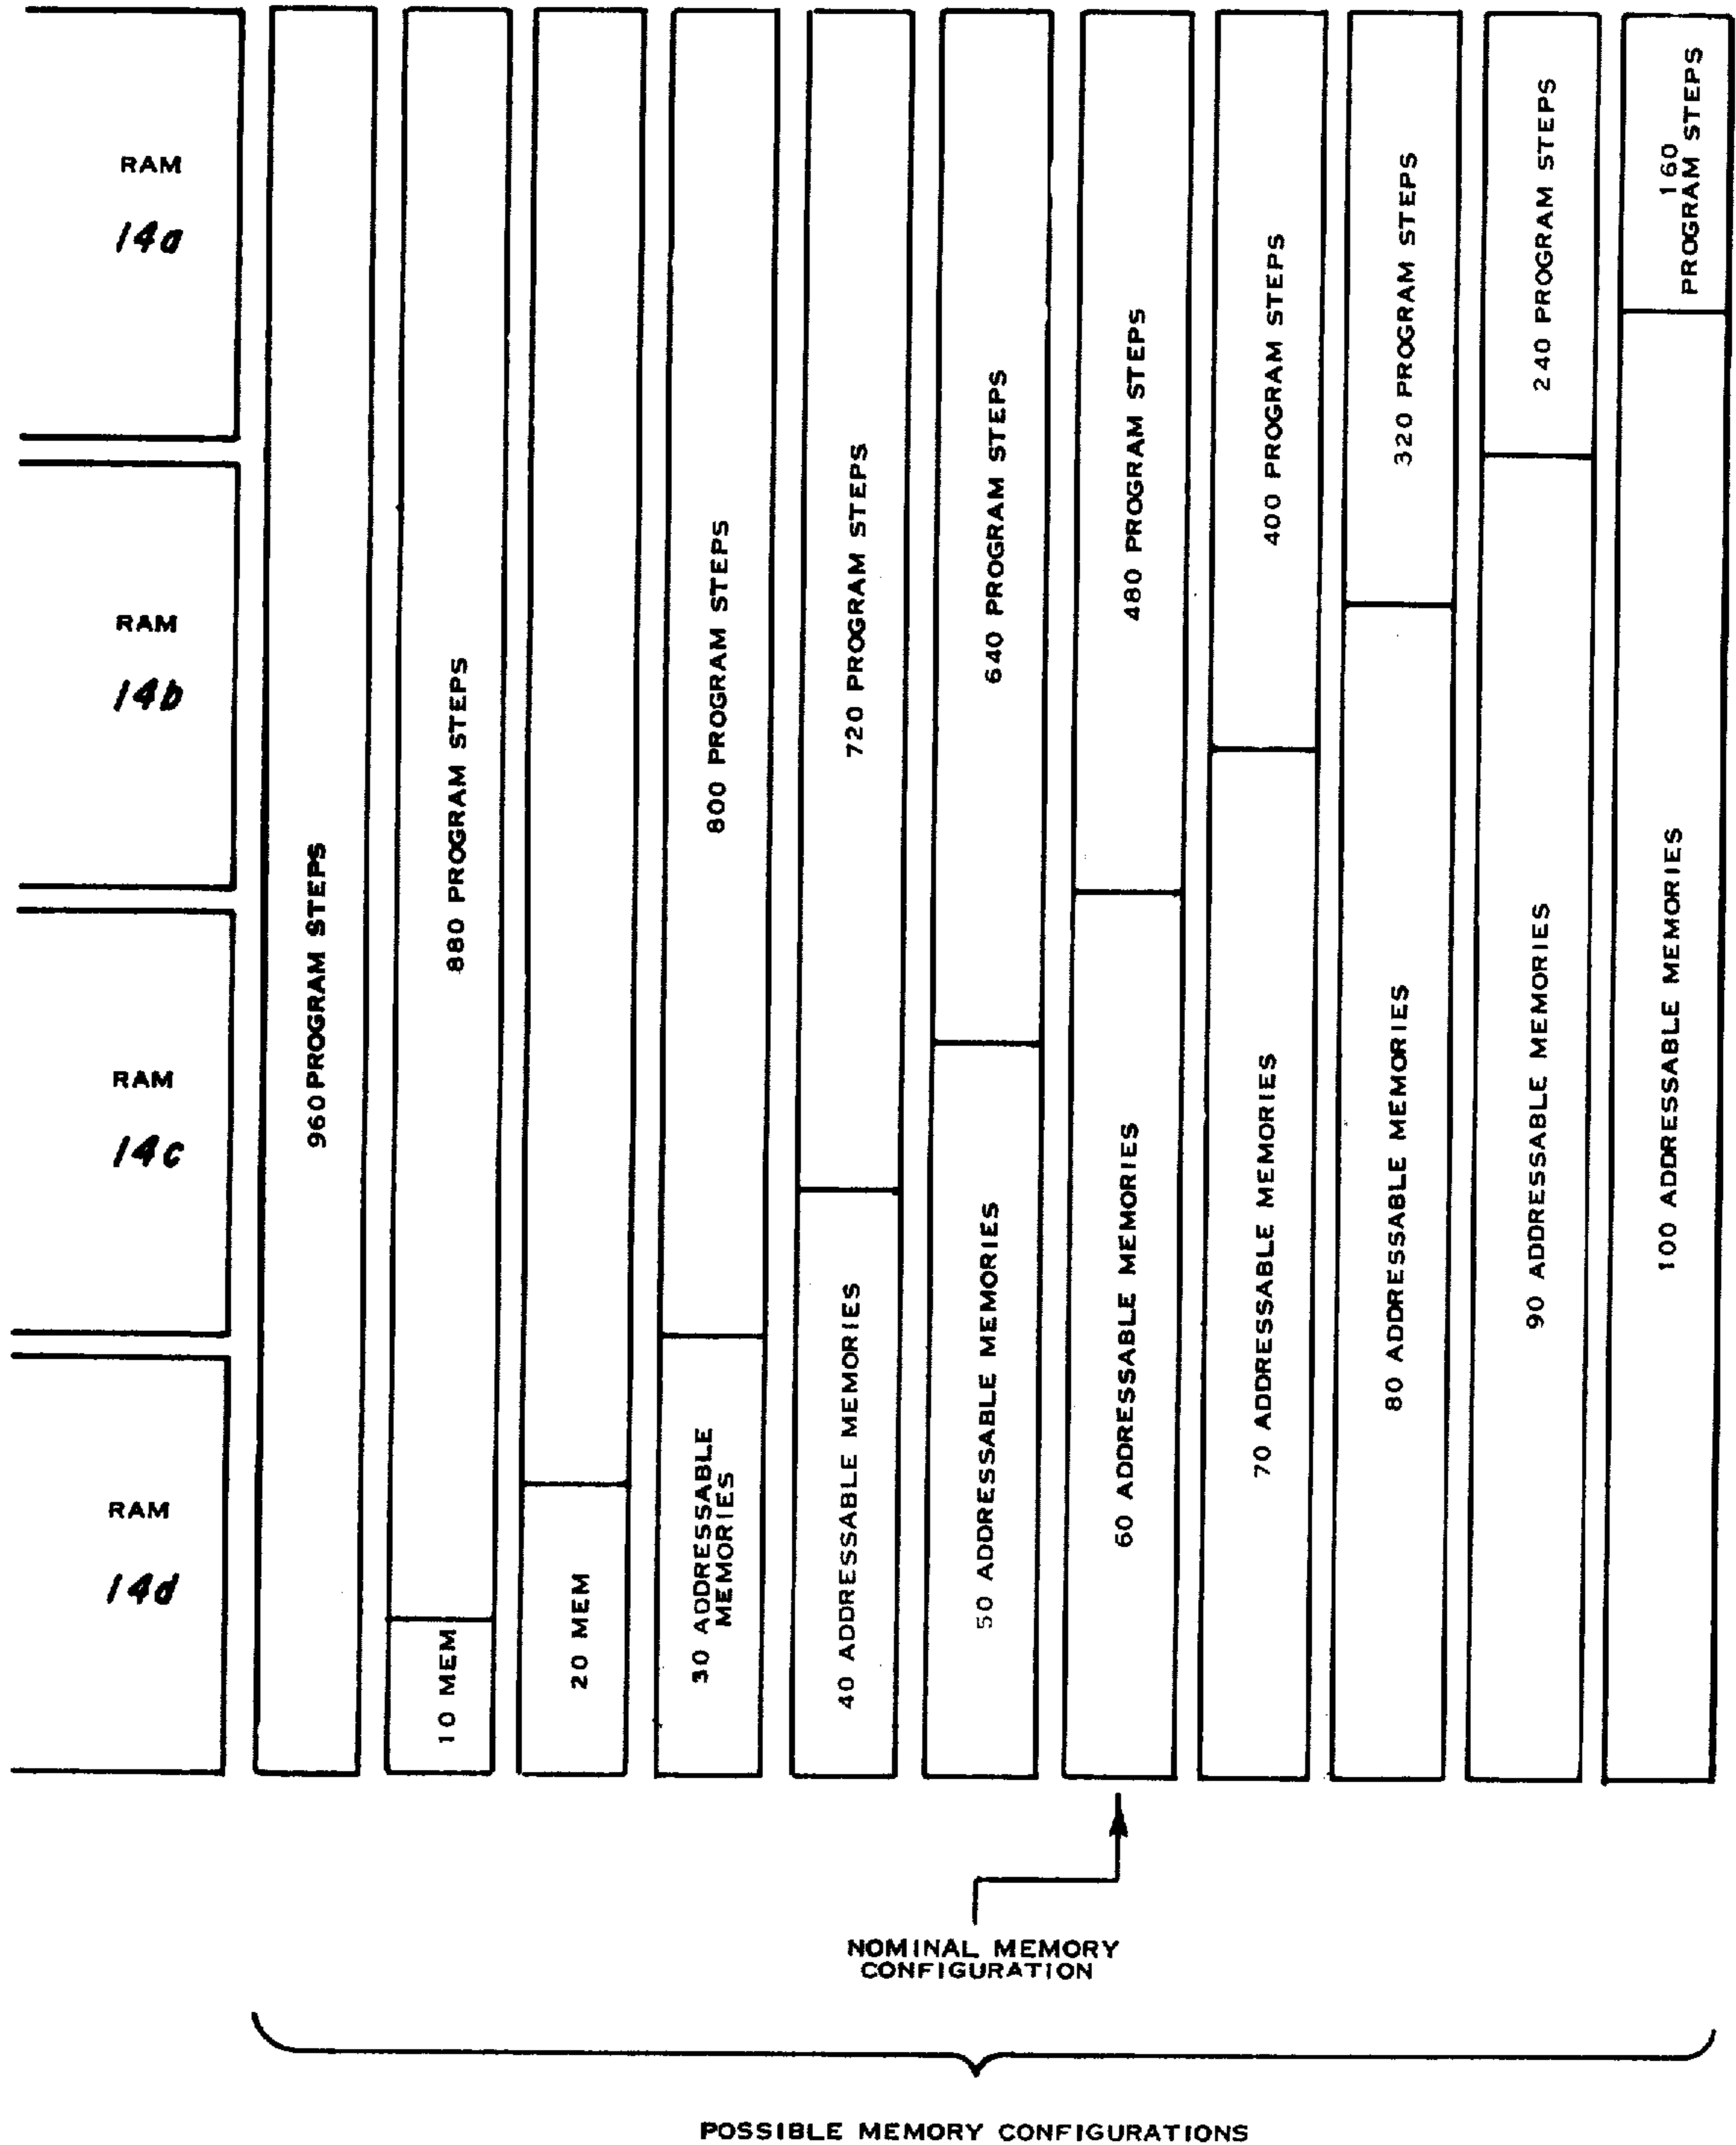 RAM
14a
RAM
14b
RAM
14c
RAM
14d
960 PROGRAM STEPS
880 PROGRAM STEPS
10 MEM
20 MEM
800 PROGRAM STEPS
30 ADDRESSABLE
MEMORIES
720 PROGRAM STEPS
40 ADDRESSABLE MEMORIES
640 PROGRAM STEPS
50 ADDRESSABLE MEMORIES
480 PROGRAM STEPS
60 ADDRESSABLE MEMORIES
400 PROGRAM STEPS
70 ADDRESSABLE MEMORIES
320 PROGRAM STEPS
80 ADDRESSABLE MEMORIES
240 PROGRAM STEPS
90 ADDRESSABLE MEMORIES
160
PROGRAM STEPS
100 ADDRESSABLE MEMORIES
NOMINAL MEMORY
CONFIGURATION
POSSIBLE MEMORY CONFIGURATIONS